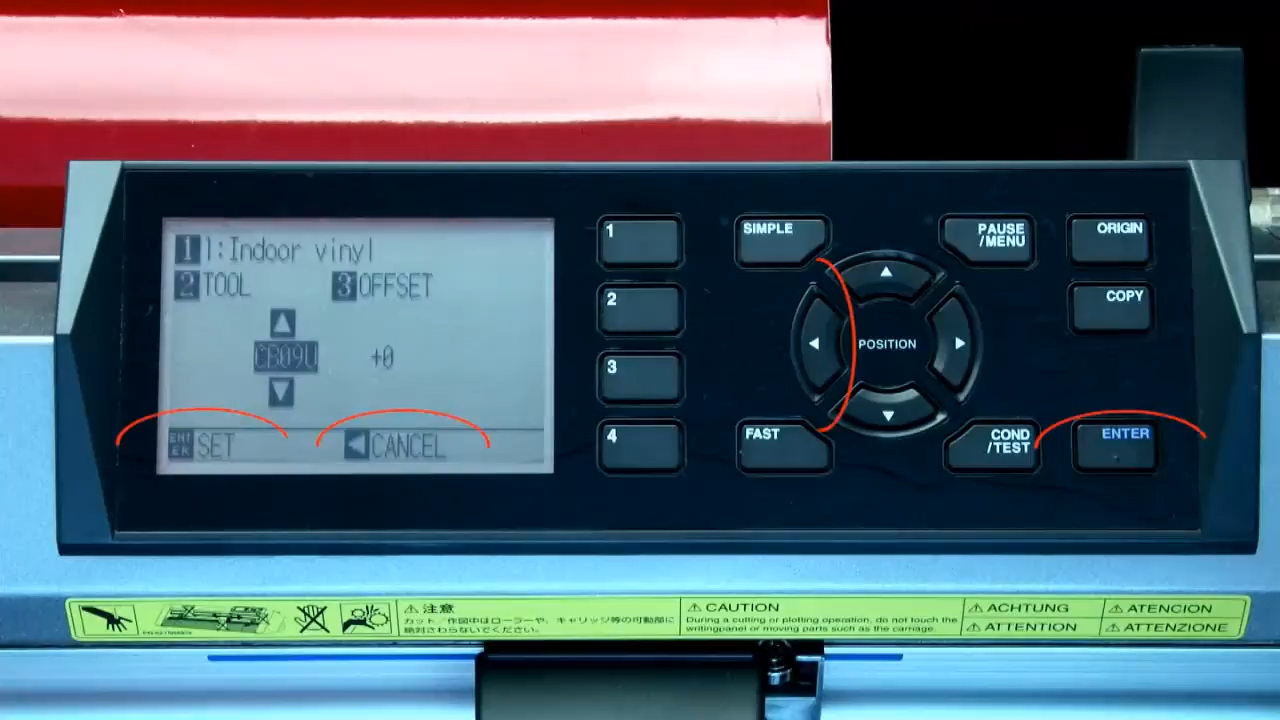 1 1:Indoor vinyl
2 TOOL 3 OFFSET
CB09U +0
ENTER SET CANCEL
1
2
3
4
SIMPLE
PAUSE
/MENU
ORIGIN
COPY
POSITION
FAST
COND
/TEST
ENTER
注意
カット/作図中はローラーや、キャリッジ等の可動部に
絶対さわらないでください。
CAUTION
During a cutting or plotting operation, do not touch the
writingpanel or moving parts such as the carriage.
ACHTUNG
ATTENTION
ATENCION
ATTENZIONE